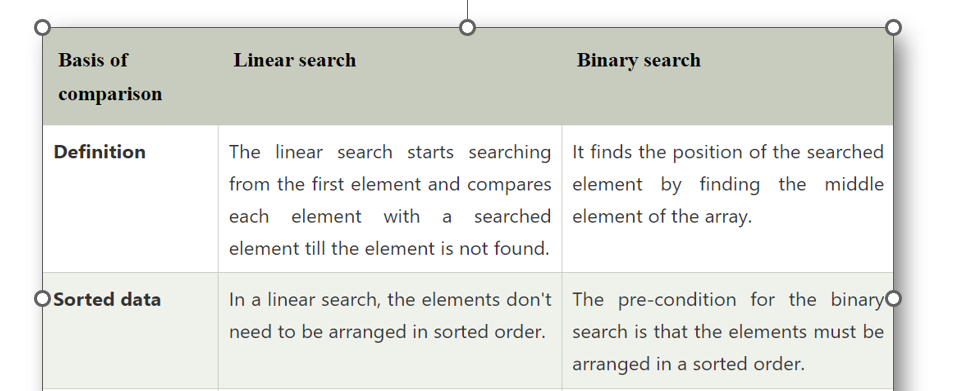 Basis of
comparison
Linear search
Binary search
Definition
The linear search starts searching
from the first element and compares
each element with a searched
element till the element is not found.
It finds the position of the searched
element by finding the middle
element of the array.
Sorted data
In a linear search, the elements don't
need to be arranged in sorted order.
The pre-condition for the binary
search is that the elements must be
arranged in a sorted order.